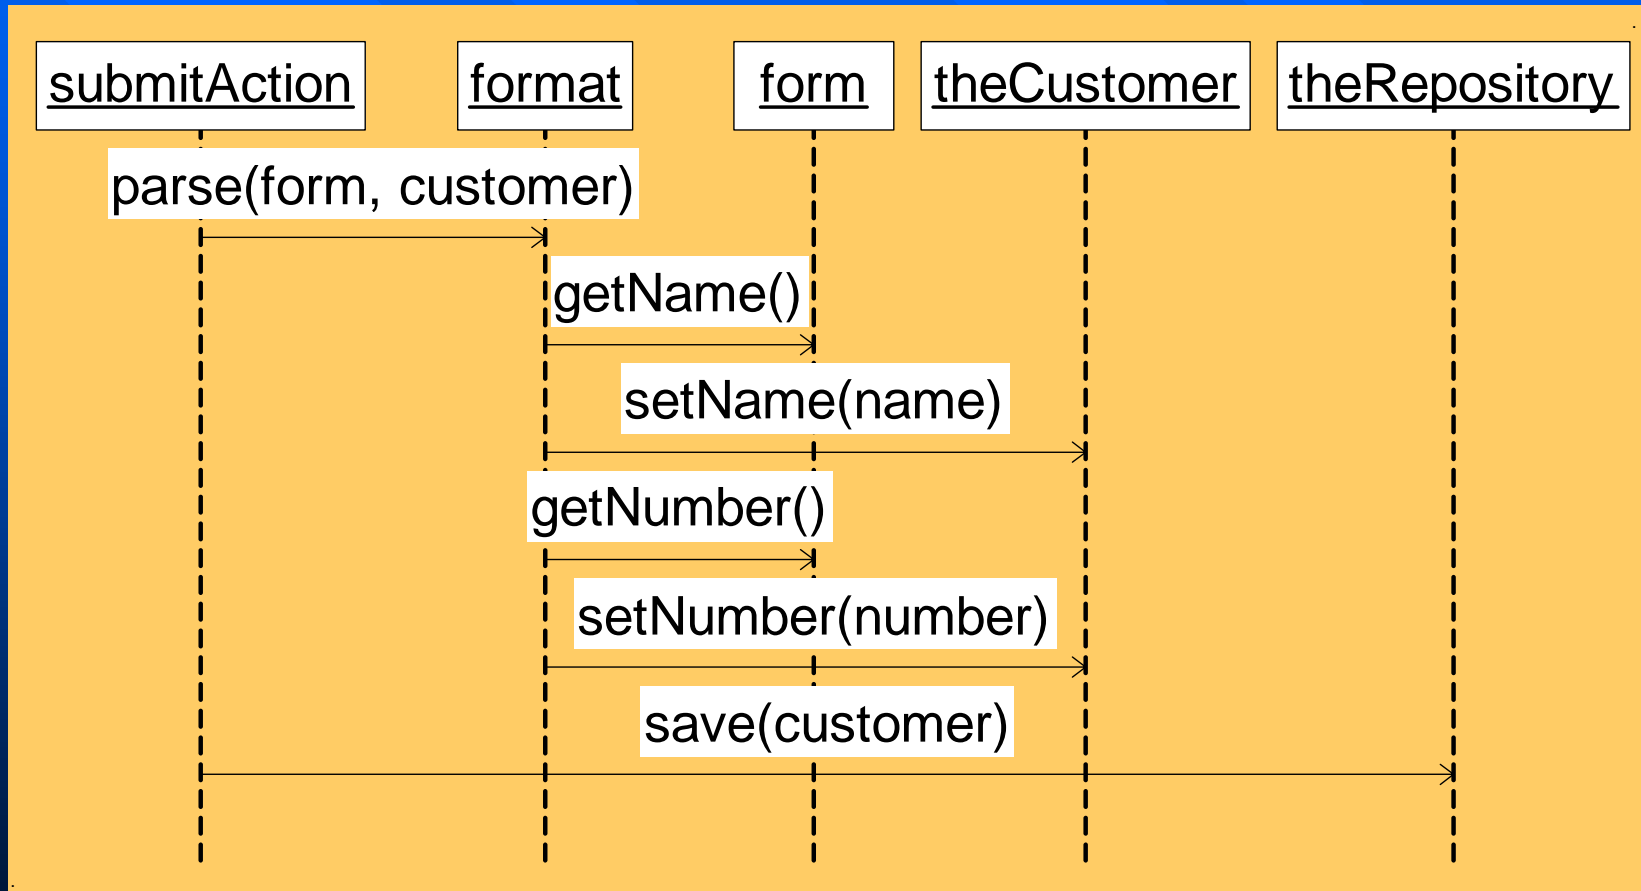 submitAction format form theCustomer theRepository
parse(form, customer)
getName()
setName(name)
getNumber()
setNumber(number)
save(customer)